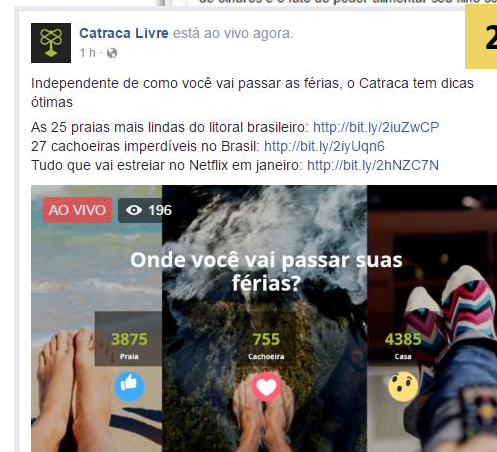 Catraca Livre está ao vivo agora.
1 h ·
2
Independente de como você vai passar as férias, o Catraca tem dicas
ótimas
As 25 praias mais lindas do litoral brasileiro: http://bit.ly/2iuZwCP
27 cachoeiras imperdíveis no Brasil: http://bit.ly/2iyUqn6
Tudo que vai estreiar no Netflix em janeiro: http://bit.ly/2hNZC7N
AO VIVO 196
Onde você vai passar suas
férias?
3875 755 4385
Praia Cachoeira Casa